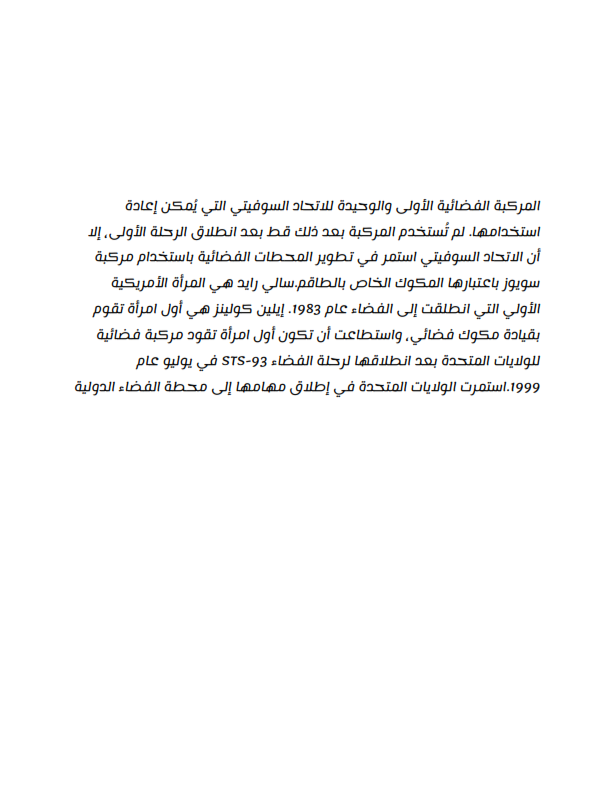 المركبة الفضائية الأولى والوحيدة للاتحاد السوفيتي التي يُمكن إعادة
استخدامها. لم تُستخدم المركبة بعد ذلك قط بعد انطلاق الرحلة الأولى، إلا
أن الاتحاد السوفيتي استمر في تطوير المحطات الفضائية باستخدام مركبة
سويوز باعتبارها المكوك الخاص بالطاقم.سالي رايد هي المرأة الأمريكية
الأولي التي انطلقت إلى الفضاء عام 1983. إيلين كولينز هي أول امرأة تقوم
بقيادة مكوك فضائي، واستطاعت أن تكون أول امرأة تقود مركبة فضائية
للولايات المتحدة بعد انطلاقها لرحلة الفضاء STS-93 في يوليو عام
1999.استمرت الولايات المتحدة في إطلاق مهامها إلى محطة الفضاء الدولية